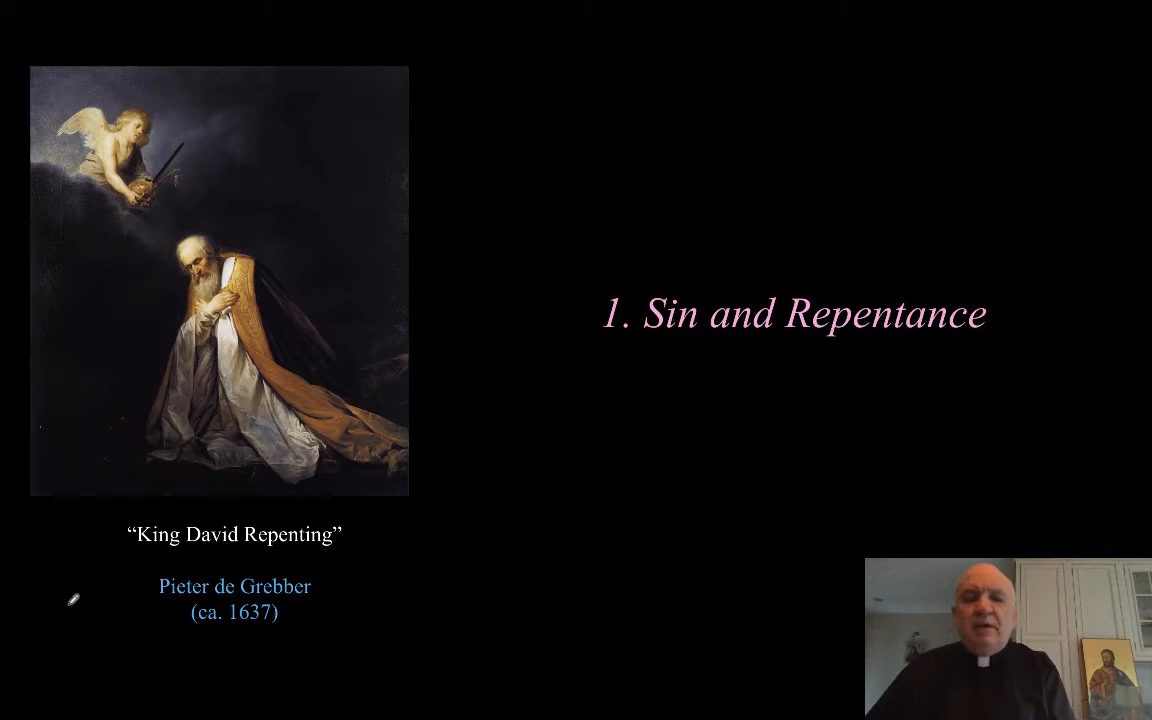 1. Sin and Repentance
“King David Repenting”
Pieter de Grebber
(ca. 1637)